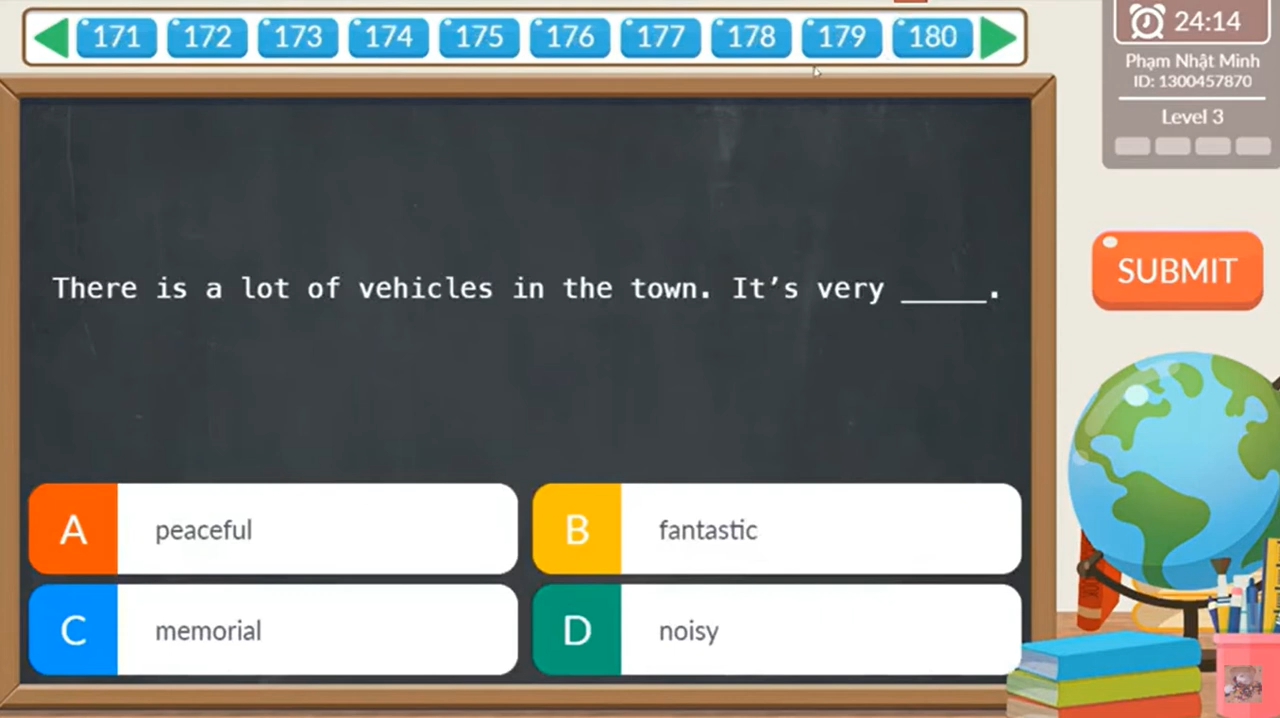 171 172 173 174 175 176 177 178 179 180
24:14
Phạm Nhật Minh
ID: 1300457870
Level 3
SUBMIT
There is a lot of vehicles in the town. It’s very _____.
A peaceful
B fantastic
C memorial
D noisy